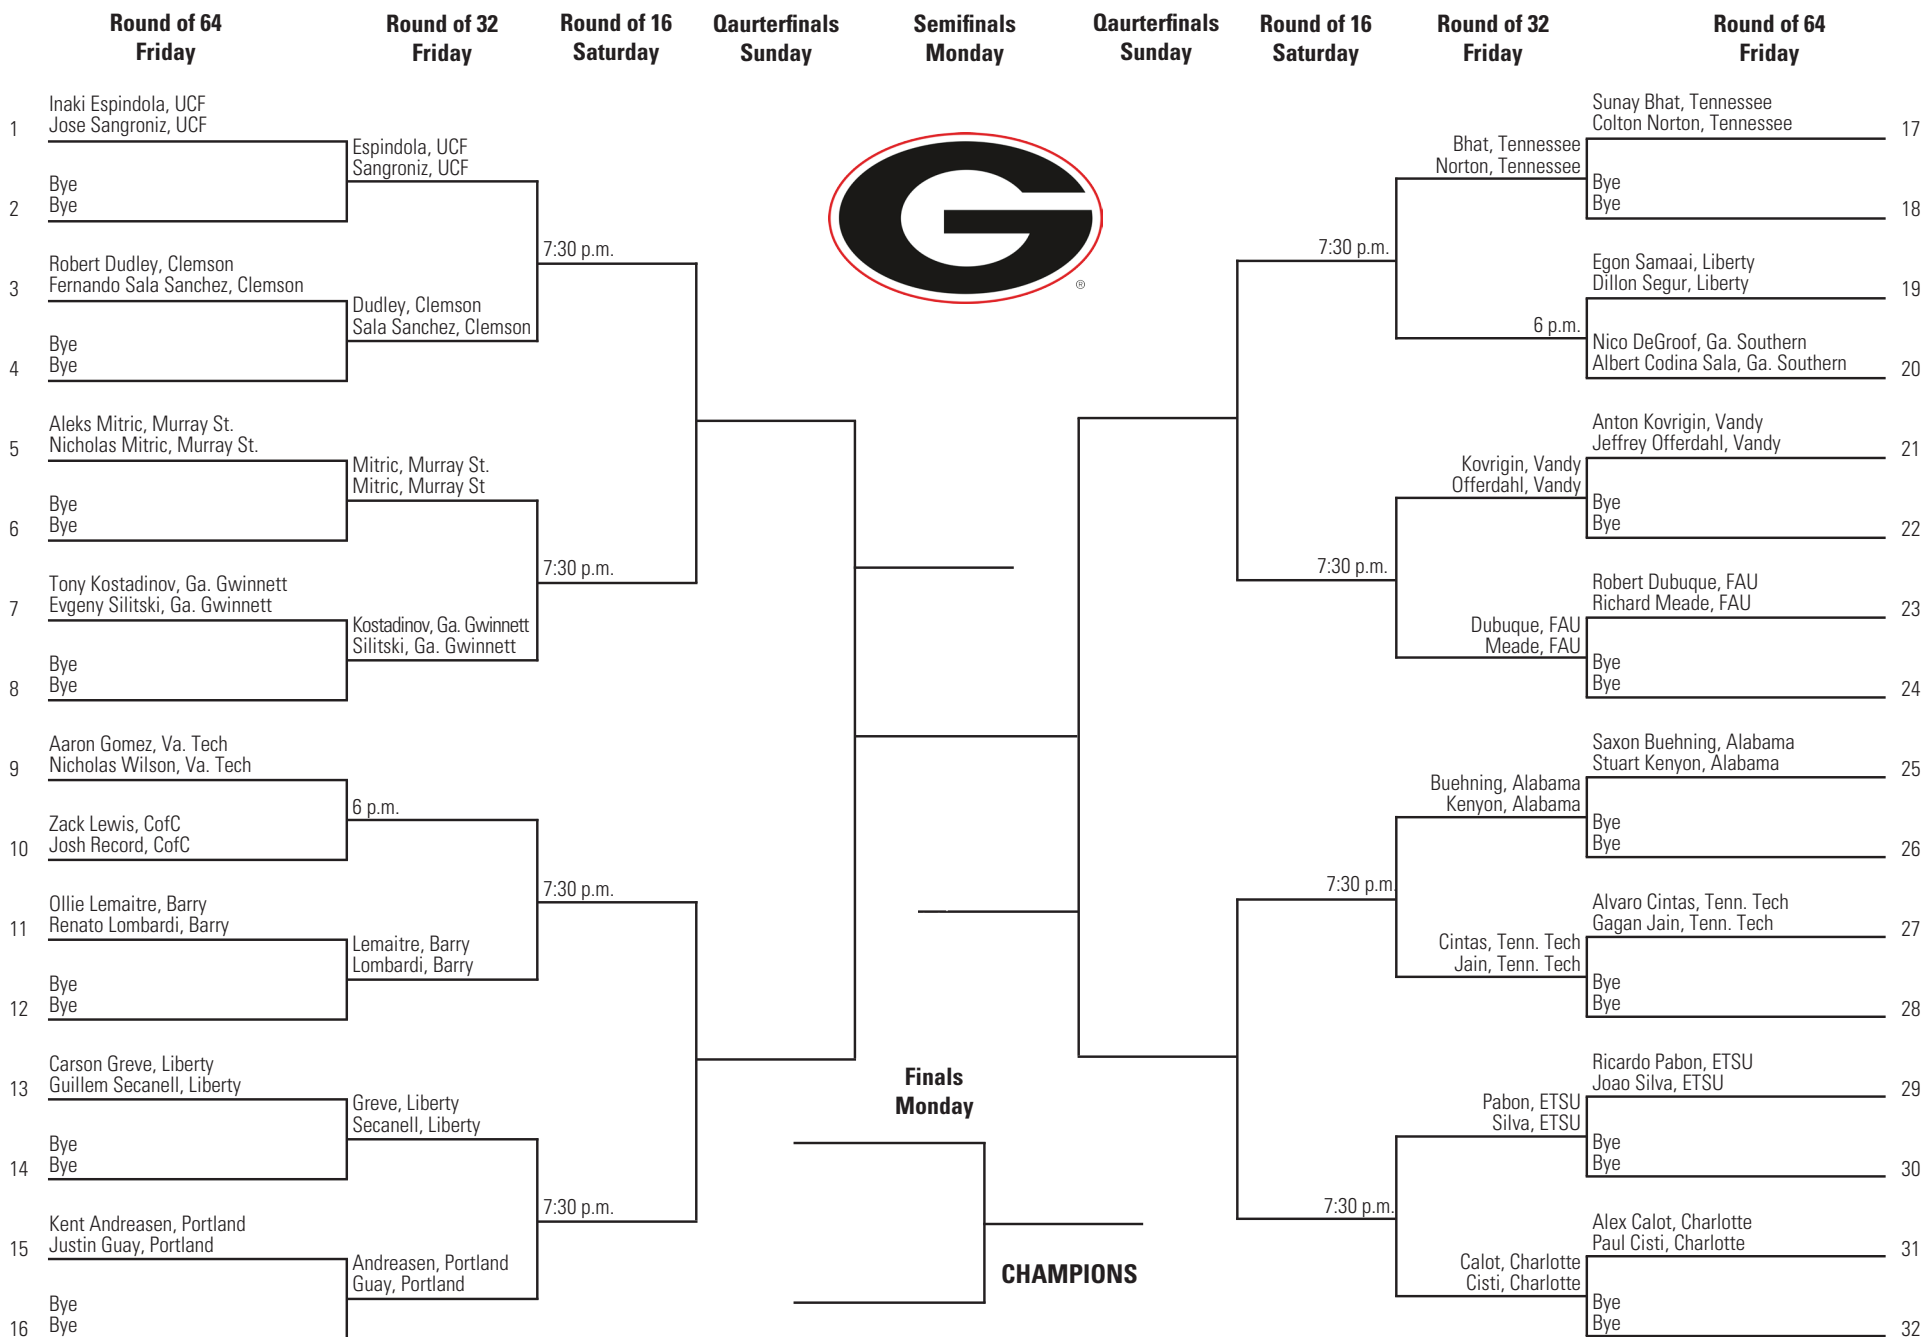 Round of 64
Friday
Round of 32
Friday
Round of 16
Saturday
Qaurterfinals
Sunday
Semifinals
Monday
Qaurterfinals
Sunday
Round of 16
Saturday
Round of 32
Friday
Round of 64
Friday
1
Inaki Espindola, UCF
Jose Sangroniz, UCF
2
Bye
Bye
3
Robert Dudley, Clemson
Fernando Sala Sanchez, Clemson
4
Bye
Bye
5
Aleks Mitric, Murray St.
Nicholas Mitric, Murray St.
6
Bye
Bye
7
Tony Kostadinov, Ga. Gwinnett
Evgeny Silitski, Ga. Gwinnett
8
Bye
Bye
9
Aaron Gomez, Va. Tech
Nicholas Wilson, Va. Tech
10
Zack Lewis, CofC
Josh Record, CofC
11
Ollie Lemaitre, Barry
Renato Lombardi, Barry
12
Bye
Bye
13
Carson Greve, Liberty
Guillem Secanell, Liberty
14
Bye
Bye
15
Kent Andreasen, Portland
Justin Guay, Portland
16
Bye
Bye
Espindola, UCF
Sangroniz, UCF
Dudley, Clemson
Sala Sanchez, Clemson
Mitric, Murray St.
Mitric, Murray St
Kostadinov, Ga. Gwinnett
Silitski, Ga. Gwinnett
6 p.m.
Lemaitre, Barry
Lombardi, Barry
Greve, Liberty
Secanell, Liberty
Andreasen, Portland
Guay, Portland
7:30 p.m.
7:30 p.m.
7:30 p.m.
7:30 p.m.
G
®
Finals
Monday
CHAMPIONS
7:30 p.m.
7:30 p.m.
7:30 p.m.
7:30 p.m.
Bhat, Tennessee
Norton, Tennessee
6 p.m.
Kovrigin, Vandy
Offerdahl, Vandy
Dubuque, FAU
Meade, FAU
Buehning, Alabama
Kenyon, Alabama
Cintas, Tenn. Tech
Jain, Tenn. Tech
Pabon, ETSU
Silva, ETSU
Calot, Charlotte
Cisti, Charlotte
Sunay Bhat, Tennessee
Colton Norton, Tennessee
17
Bye
Bye
18
Egon Samaai, Liberty
Dillon Segur, Liberty
19
Nico DeGroof, Ga. Southern
Albert Codina Sala, Ga. Southern
20
Anton Kovrigin, Vandy
Jeffrey Offerdahl, Vandy
21
Bye
Bye
22
Robert Dubuque, FAU
Richard Meade, FAU
23
Bye
Bye
24
Saxon Buehning, Alabama
Stuart Kenyon, Alabama
25
Bye
Bye
26
Alvaro Cintas, Tenn. Tech
Gagan Jain, Tenn. Tech
27
Bye
Bye
28
Ricardo Pabon, ETSU
Joao Silva, ETSU
29
Bye
Bye
30
Alex Calot, Charlotte
Paul Cisti, Charlotte
31
Bye
Bye
32